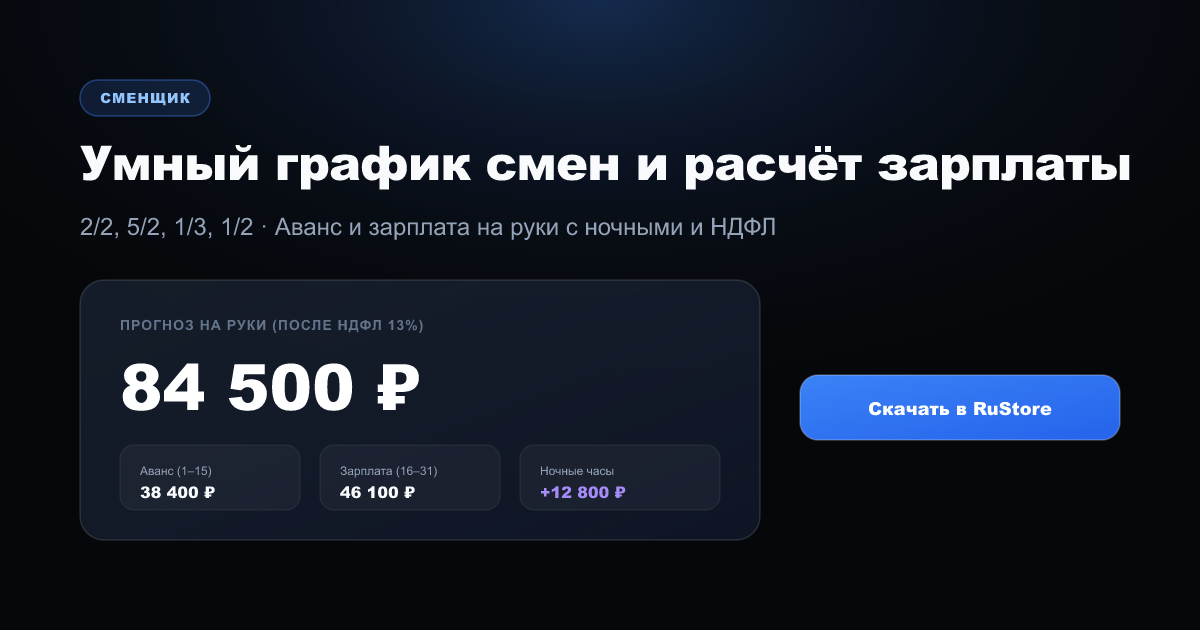 СМЕНЩИК
Умный график смен и расчёт зарплаты
2/2, 5/2, 1/3, 1/2 · Аванс и зарплата на руки с ночными и НДФЛ
ПРОГНОЗ НА РУКИ (ПОСЛЕ НДФЛ 13%)
84 500 ₽
Аванс (1–15)
38 400 ₽
Зарплата (16–31)
46 100 ₽
Ночные часы
+12 800 ₽
Скачать в RuStore